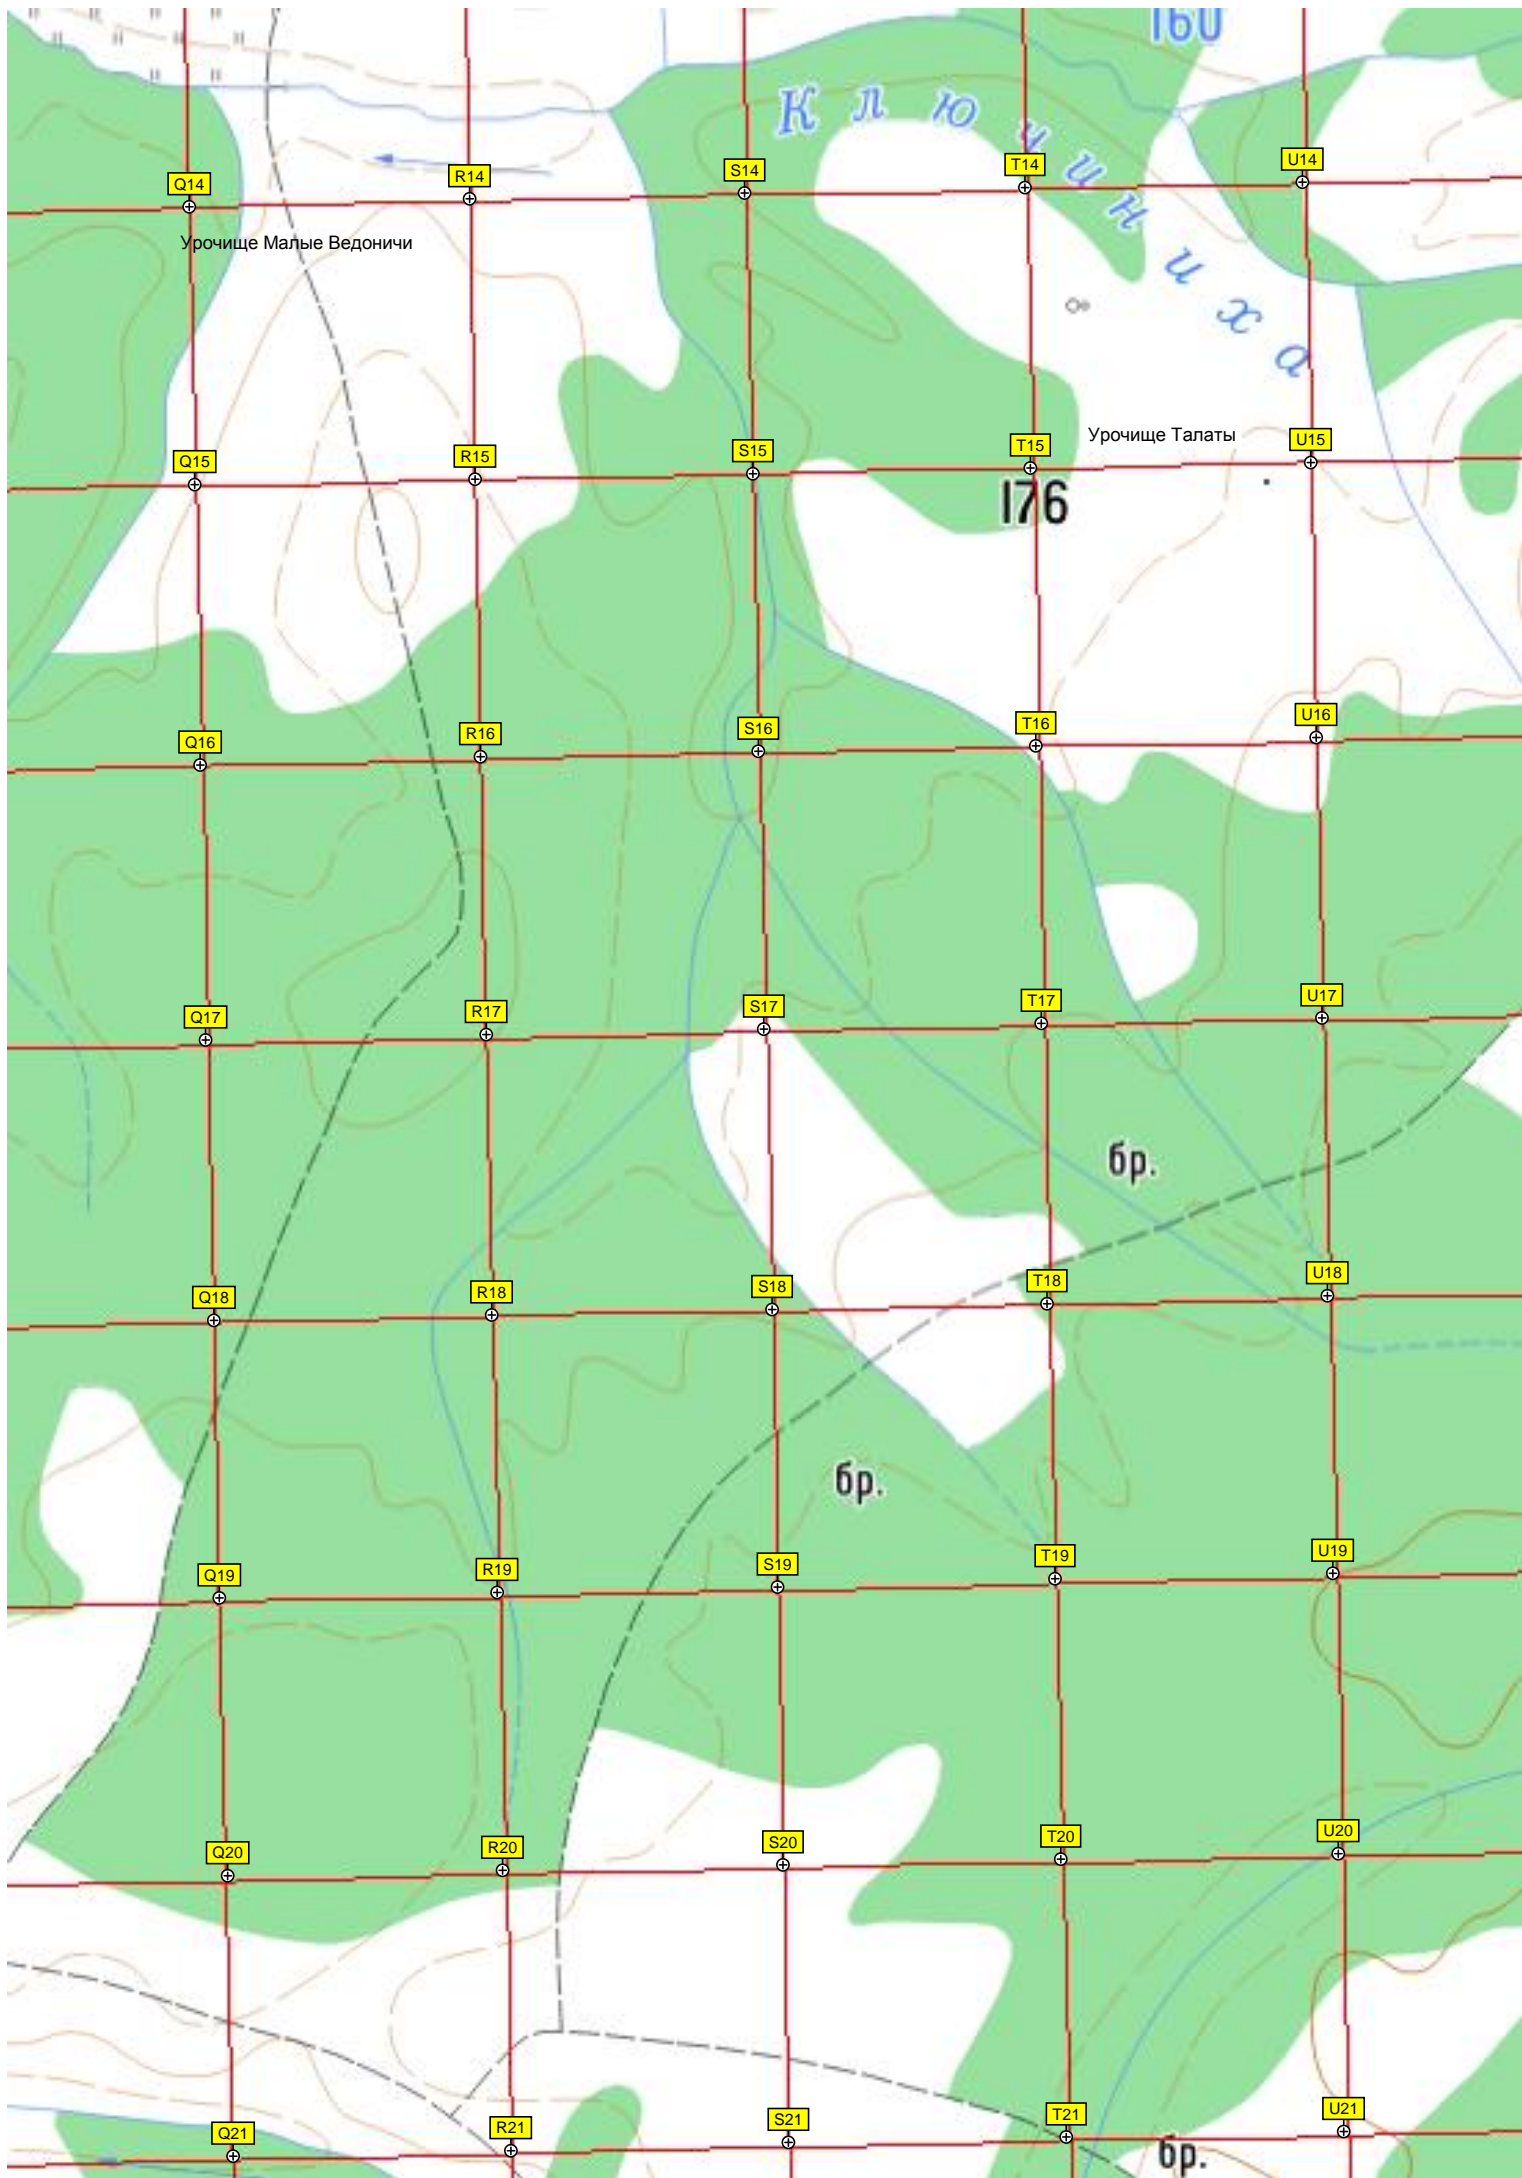 160
Ключиниха
Q14 R14 S14 T14 U14
Урочище Малые Ведоничи
Урочище Талаты
Q15 R15 S15 T15 U15
176
Q16 R16 S16 T16 U16
Q17 R17 S17 T17 U17
бр.
Q18 R18 S18 T18 U18
бр.
Q19 R19 S19 T19 U19
Q20 R20 S20 T20 U20
Q21 R21 S21 T21 U21
бр.